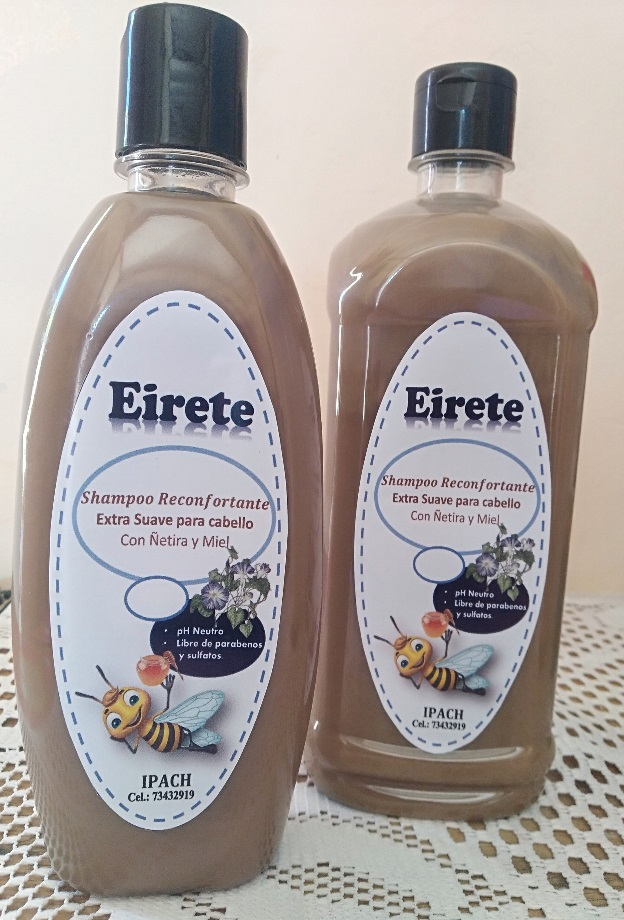 Eirete
Shampoo Reconfortante
Extra Suave para cabello
Con Ñetira y Miel
• pH Neutro
• Libre de parabenos
y sulfatos
IPACH
Cel.: 73432919
Eirete
Shampoo Reconfortante
Extra Suave para cabello
Con Ñetira y Miel
• pH Neutro
• Libre de parabenos
y sulfatos
IPACH
Cel.: 73432919